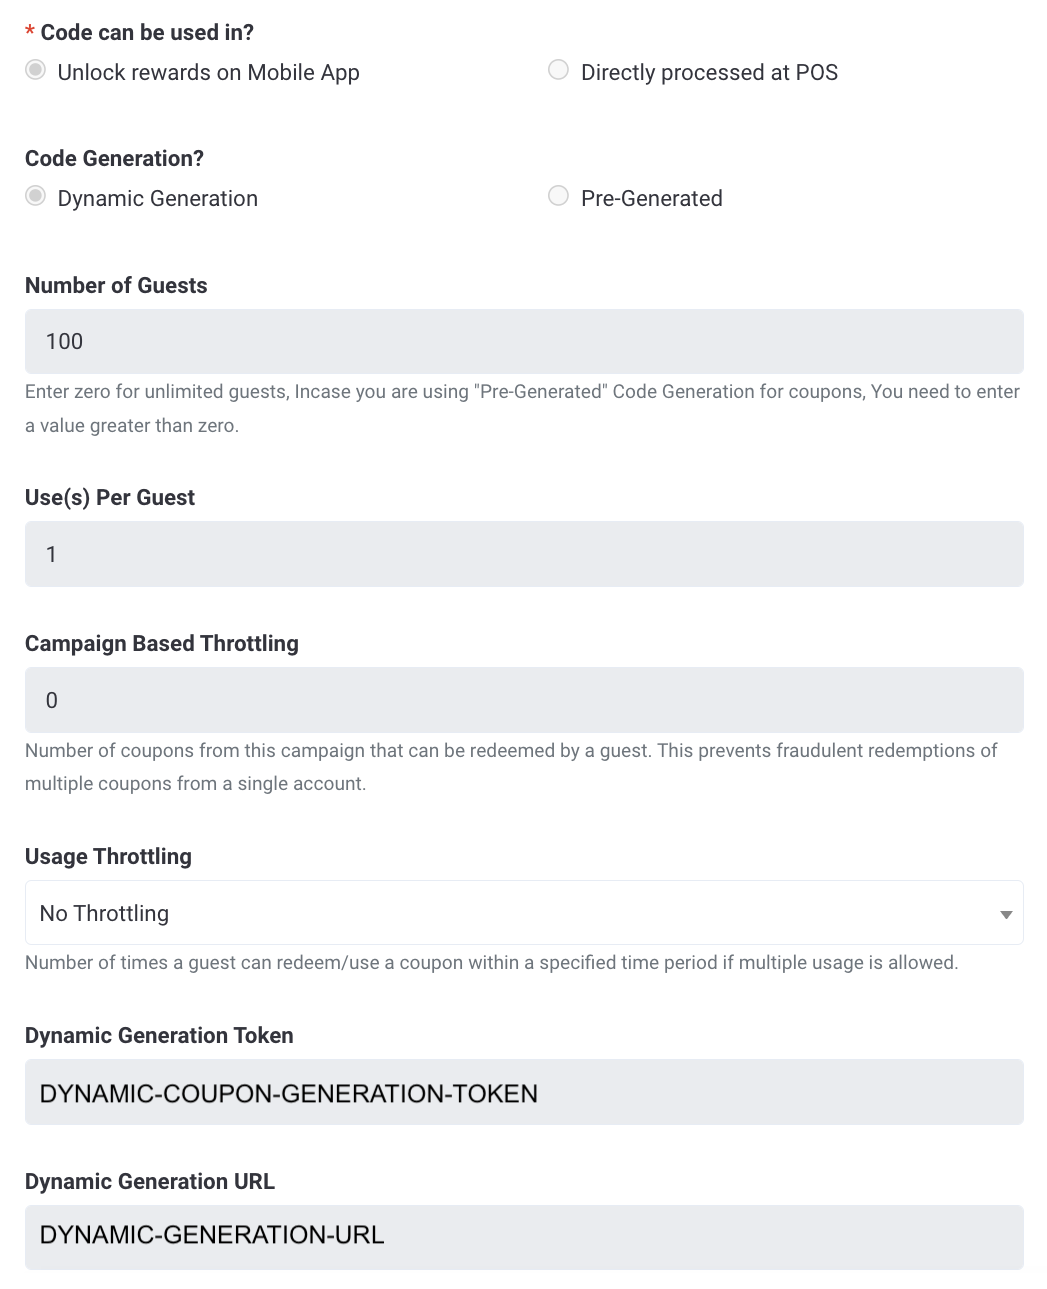 * Code can be used in?
Unlock rewards on Mobile App
Directly processed at POS
Code Generation?
Dynamic Generation
Pre-Generated
Number of Guests
100
Enter zero for unlimited guests, Incase you are using "Pre-Generated" Code Generation for coupons, You need to enter
a value greater than zero.
Use(s) Per Guest
1
Campaign Based Throttling
0
Number of coupons from this campaign that can be redeemed by a guest. This prevents fraudulent redemptions of
multiple coupons from a single account.
Usage Throttling
No Throttling
Number of times a guest can redeem/use a coupon within a specified time period if multiple usage is allowed.
Dynamic Generation Token
DYNAMIC-COUPON-GENERATION-TOKEN
Dynamic Generation URL
DYNAMIC-GENERATION-URL